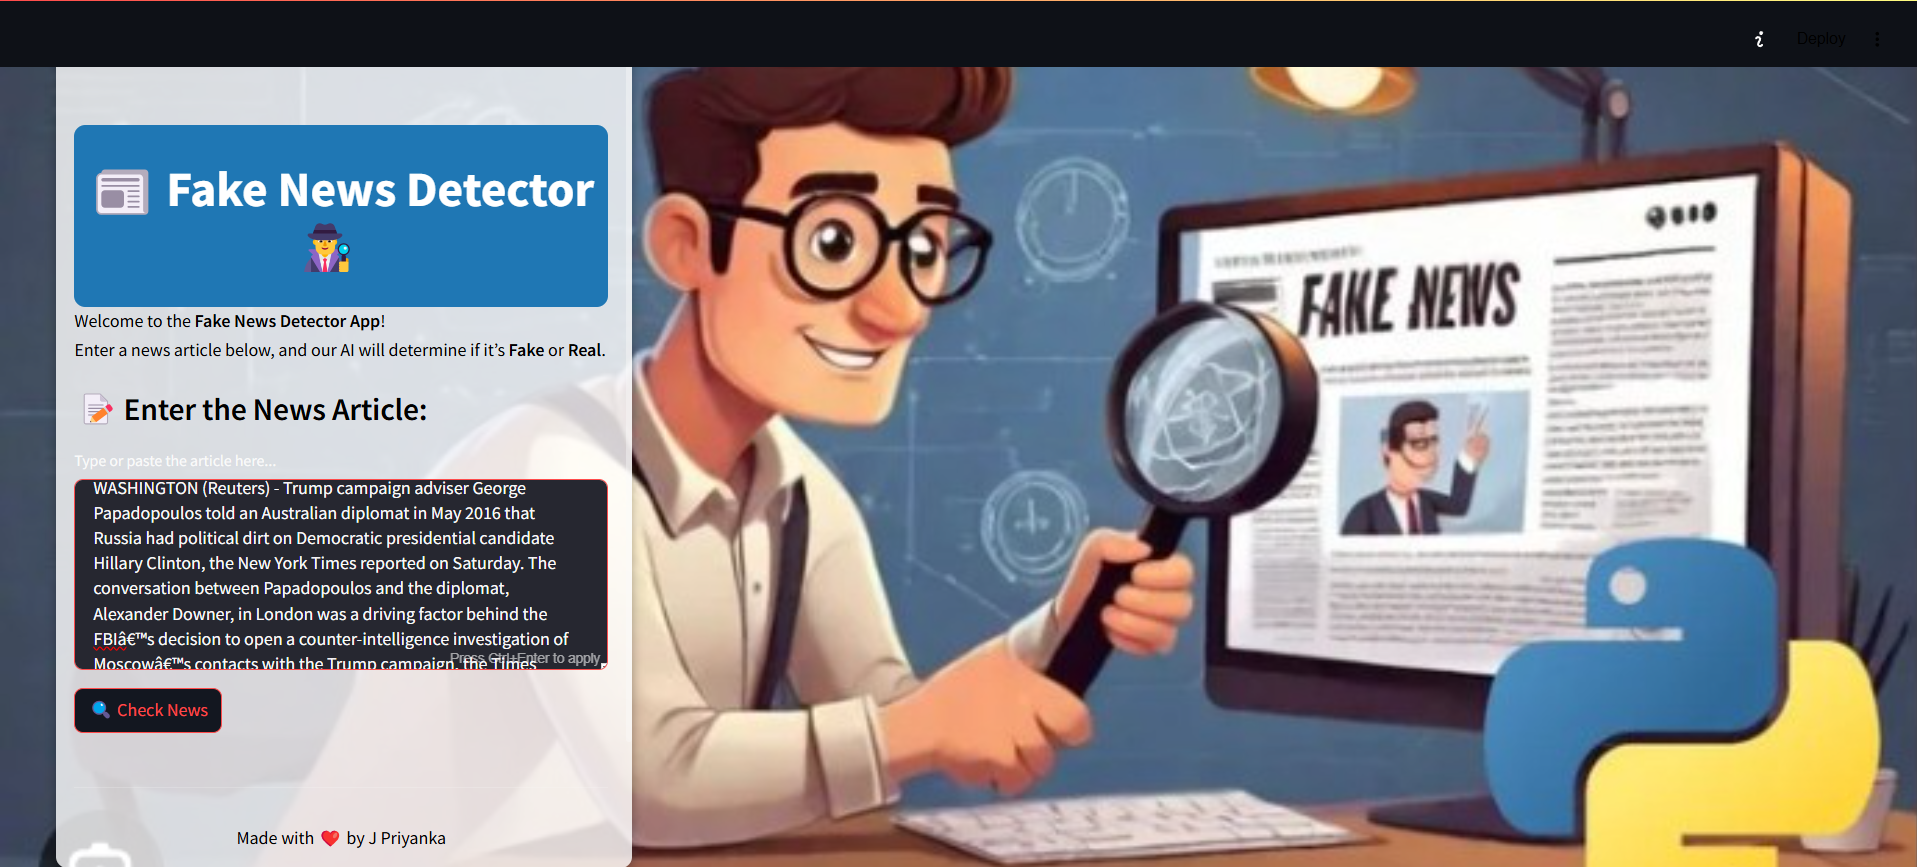 Deploy
Fake News Detector
Welcome to the Fake News Detector App!
Enter a news article below, and our AI will determine if it’s Fake or Real.
Enter the News Article:
Type or paste the article here...
WASHINGTON (Reuters) - Trump campaign adviser George
Papadopoulos told an Australian diplomat in May 2016 that
Russia had political dirt on Democratic presidential candidate
Hillary Clinton, the New York Times reported on Saturday. The
conversation between Papadopoulos and the diplomat,
Alexander Downer, in London was a driving factor behind the
FBIâ€™s decision to open a counter-intelligence investigation of
Moscowâ€™s contacts with the Trump campaign, the Times
Press Ctrl+Enter to apply
Check News
Made with ❤️ by J Priyanka
FAKE NEWS